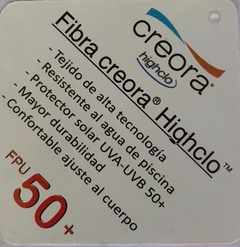 creora®
highclo
Fibra creora® Highclo™
- Tejido de alta tecnología
- Resistente al agua de piscina
- Protector solar UVA-UVB 50+
- Mayor durabilidad
- Confortable ajuste al cuerpo
FPU 50+